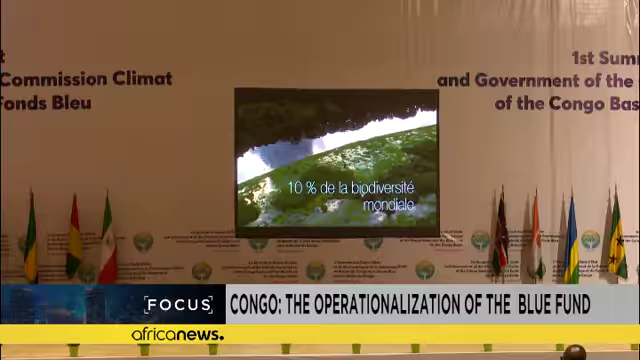 t
Commission Climat
Fonds Bleu
1st Summ
and Government of the
of the Congo Bas
10 % de la biodiversité
mondiale
[FOCUS]
CONGO: THE OPERATIONALIZATION OF THE BLUE FUND
africanews.